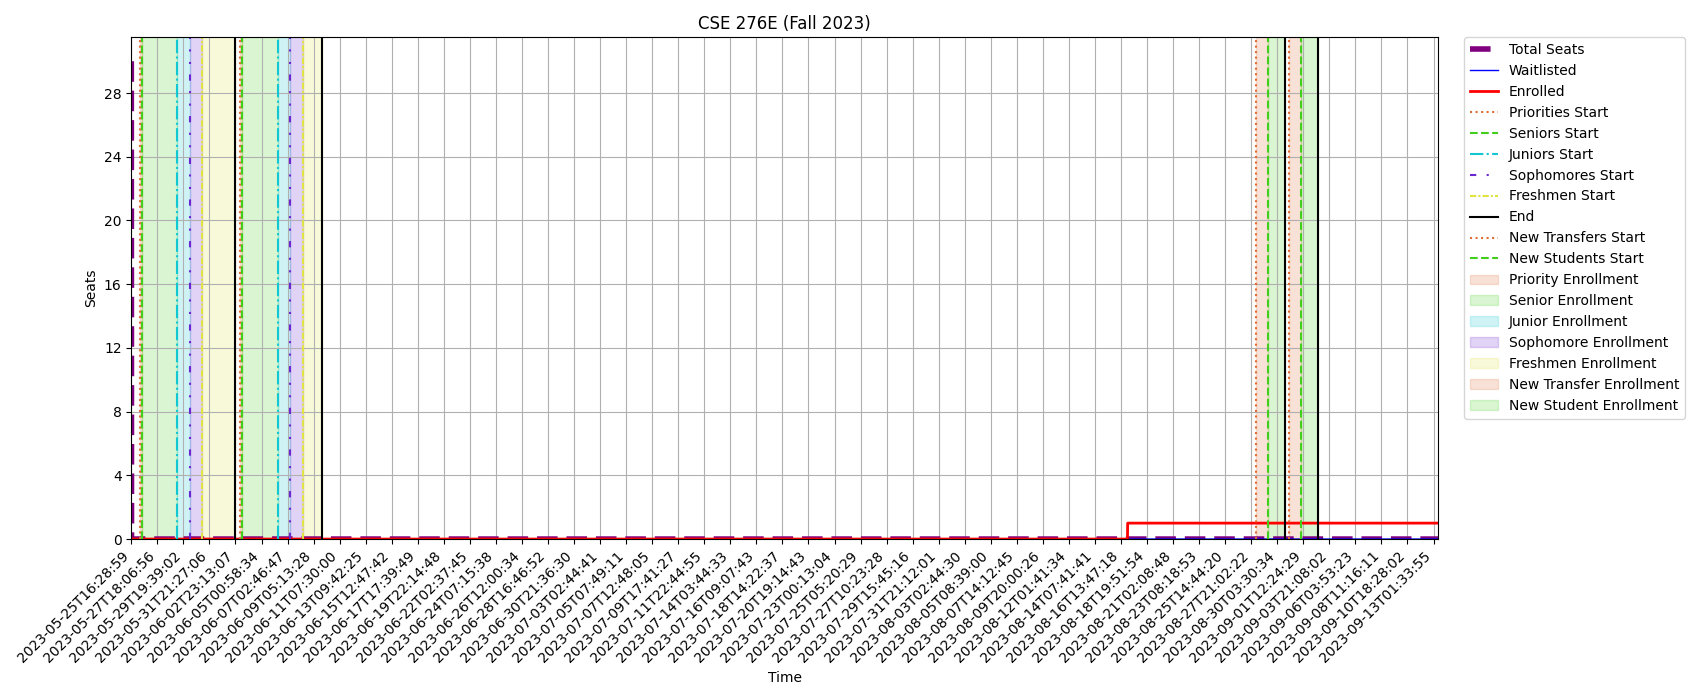 CSE 276E (Fall 2023)
Seats
28
24
20
16
12
8
4
0
2023-05-25T16:28:59
2023-05-27T18:06:56
2023-05-29T19:39:02
2023-05-31T21:27:06
2023-06-02T23:13:07
2023-06-05T00:58:34
2023-06-07T02:46:47
2023-06-09T05:13:28
2023-06-11T07:30:00
2023-06-13T09:42:25
2023-06-15T12:47:42
2023-06-17T17:39:49
2023-06-19T22:14:48
2023-06-22T02:37:45
2023-06-24T07:15:38
2023-06-26T12:00:34
2023-06-28T16:46:52
2023-06-30T21:36:30
2023-07-03T02:44:41
2023-07-05T07:49:11
2023-07-07T12:48:05
2023-07-09T17:41:27
2023-07-11T22:44:55
2023-07-14T03:44:33
2023-07-16T09:07:43
2023-07-18T14:22:37
2023-07-20T19:14:43
2023-07-23T00:13:04
2023-07-25T05:20:29
2023-07-27T10:23:28
2023-07-29T15:45:16
2023-07-31T21:12:01
2023-08-03T02:44:30
2023-08-05T08:39:00
2023-08-07T14:12:45
2023-08-09T20:00:26
2023-08-12T01:41:34
2023-08-14T07:41:41
2023-08-16T13:47:18
2023-08-18T19:51:54
2023-08-21T02:08:48
2023-08-23T08:18:53
2023-08-25T14:44:20
2023-08-27T21:02:22
2023-08-30T03:30:34
2023-09-01T12:24:29
2023-09-03T21:08:02
2023-09-06T03:53:23
2023-09-08T11:16:11
2023-09-10T18:28:02
2023-09-13T01:33:55
Time
Total Seats
Waitlisted
Enrolled
Priorities Start
Seniors Start
Juniors Start
Sophomores Start
Freshmen Start
End
New Transfers Start
New Students Start
Priority Enrollment
Senior Enrollment
Junior Enrollment
Sophomore Enrollment
Freshmen Enrollment
New Transfer Enrollment
New Student Enrollment